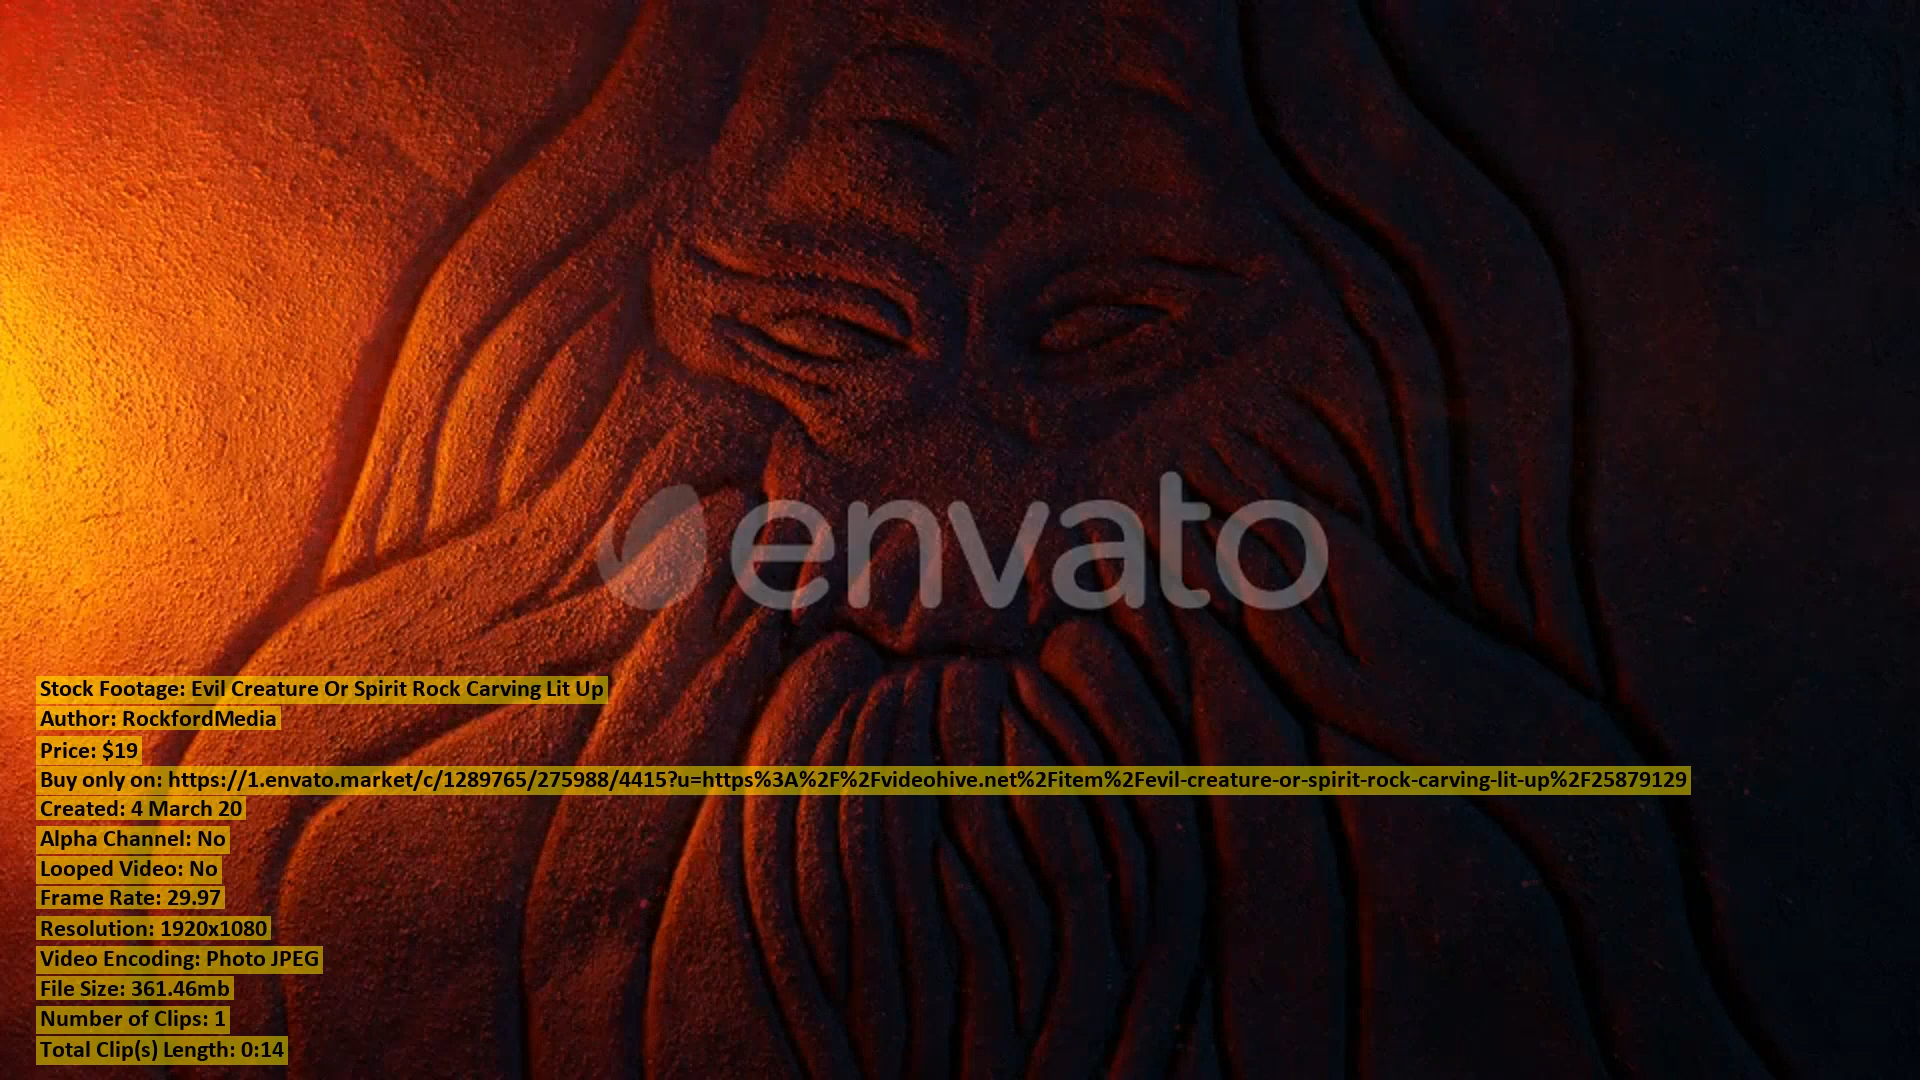 envato
Stock Footage: Evil Creature Or Spirit Rock Carving Lit Up
Author: RockfordMedia
Price: $19
Buy only on: https://1.envato.market/c/1289765/275988/4415?u=https%3A%2F%2Fvideohive.net%2Fitem%2Fevil-creature-or-spirit-rock-carving-lit-up%2F25879129
Created: 4 March 20
Alpha Channel: No
Looped Video: No
Frame Rate: 29.97
Resolution: 1920x1080
Video Encoding: Photo JPEG
File Size: 361.46mb
Number of Clips: 1
Total Clip(s) Length: 0:14